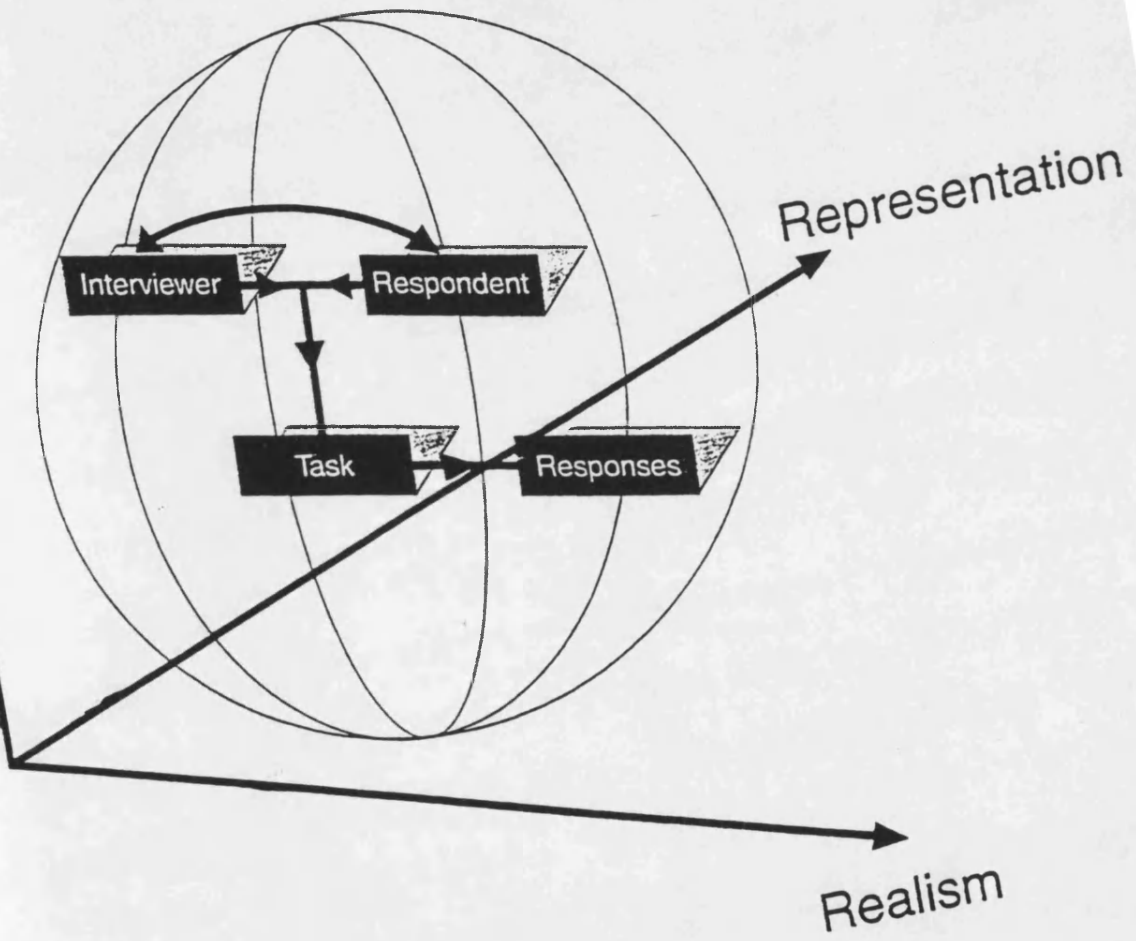 Representation
Interviewer
Respondent
Task
Responses
Realism